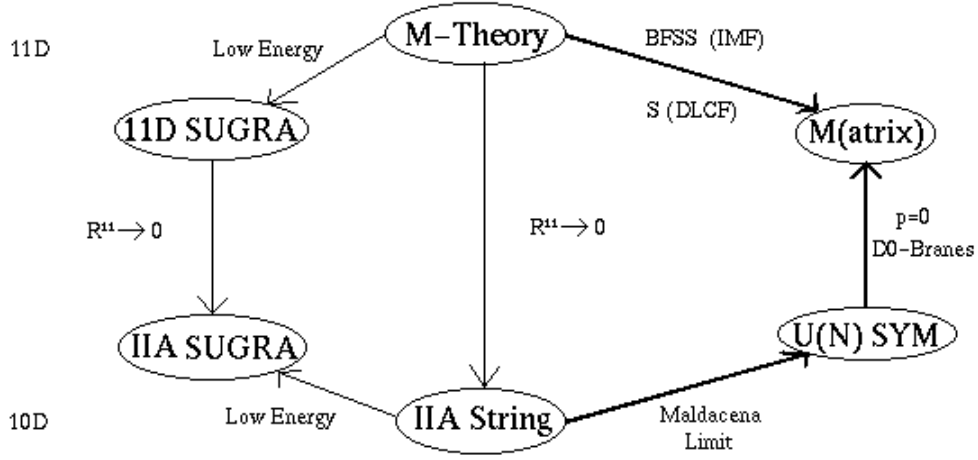 11D
M-Theory
Low Energy
BFSS (IMF)
S (DLCF)
11D SUGRA
M(atrix)
R¹¹→ 0
R¹¹→ 0
p=0
D0-Branes
IIA SUGRA
U(N) SYM
10D
Low Energy
IIA String
Maldacena
Limit